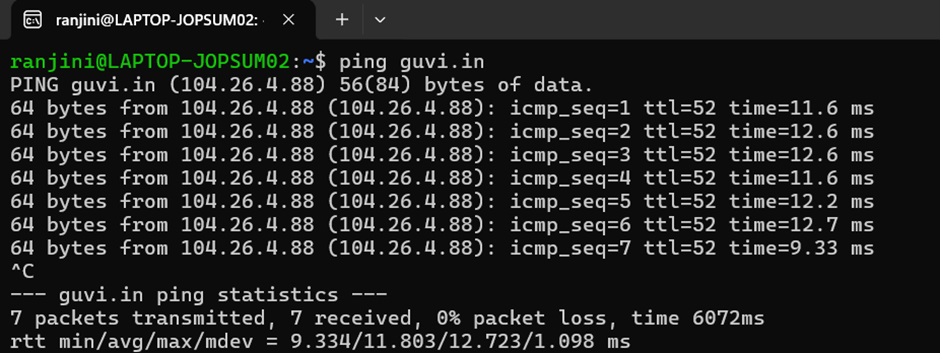 ranjini@LAPTOP-JOPSUM02: 
ranjini@LAPTOP-JOPSUM02:~$ ping guvi.in
PING guvi.in (104.26.4.88) 56(84) bytes of data.
64 bytes from 104.26.4.88 (104.26.4.88): icmp_seq=1 ttl=52 time=11.6 ms
64 bytes from 104.26.4.88 (104.26.4.88): icmp_seq=2 ttl=52 time=12.6 ms
64 bytes from 104.26.4.88 (104.26.4.88): icmp_seq=3 ttl=52 time=12.6 ms
64 bytes from 104.26.4.88 (104.26.4.88): icmp_seq=4 ttl=52 time=11.6 ms
64 bytes from 104.26.4.88 (104.26.4.88): icmp_seq=5 ttl=52 time=12.2 ms
64 bytes from 104.26.4.88 (104.26.4.88): icmp_seq=6 ttl=52 time=12.7 ms
64 bytes from 104.26.4.88 (104.26.4.88): icmp_seq=7 ttl=52 time=9.33 ms
^C
--- guvi.in ping statistics ---
7 packets transmitted, 7 received, 0% packet loss, time 6072ms
rtt min/avg/max/mdev = 9.334/11.803/12.723/1.098 ms